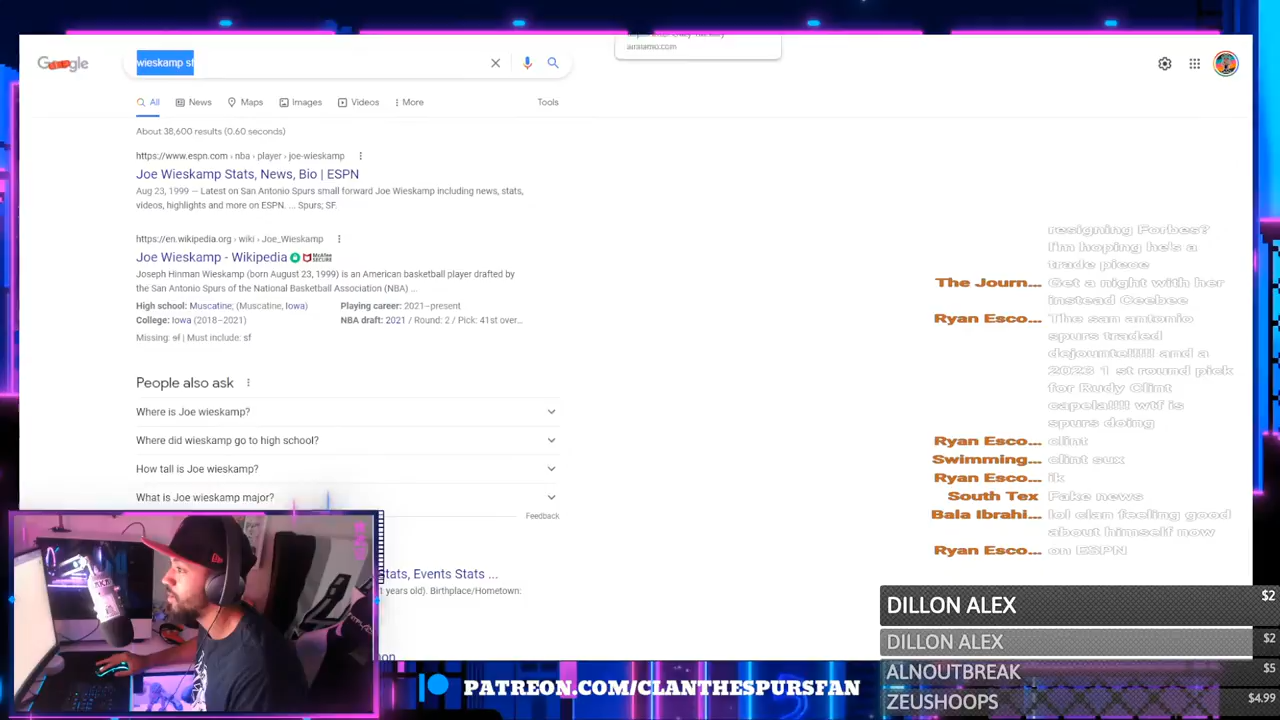 airalamo.com
Google
wieskamp sf
All
News
Maps
Images
Videos
More
Tools
About 38,600 results (0.60 seconds)
https://www.espn.com › nba › player › joe-wieskamp
Joe Wieskamp Stats, News, Bio | ESPN
Aug 23, 1999 — Latest on San Antonio Spurs small forward Joe Wieskamp including news, stats,
videos, highlights and more on ESPN. ... Spurs; SF.
https://en.wikipedia.org › wiki › Joe_Wieskamp
Joe Wieskamp - Wikipedia
McAfee
SECURE
Joseph Hinman Wieskamp (born August 23, 1999) is an American basketball player drafted by
the San Antonio Spurs of the National Basketball Association (NBA) ...
High school: Muscatine; (Muscatine, Iowa)
Playing career: 2021–present
College: Iowa (2018–2021)
NBA draft: 2021 / Round: 2 / Pick: 41st over...
Missing: sf | Must include: sf
People also ask
Where is Joe wieskamp?
Where did wieskamp go to high school?
How tall is Joe wieskamp?
What is Joe wieskamp major?
Feedback
tats, Events Stats ...
1 years old). Birthplace/Hometown:
non
resigning Forbes?
I'm hoping he's a
trade piece
The Journ... Get a night with her
instead Ceebee
Ryan Esco... The san antonio
spurs traded
dejounte!!!!!! and a
2023 1 st round pick
for Rudy Clint
capela!!!! wtf is
spurs doing
Ryan Esco... clint
Swimming... clint sux
Ryan Esco... ik
South Tex Fake news
Bala Ibrahi... lol clan feeling good
about himself now
Ryan Esco... on ESPN
DILLON ALEX $2
DILLON ALEX $2
ALNOUTBREAK $5
ZEUSHOOPS $4.99
PATREON.COM/CLANTHESPURSFAN